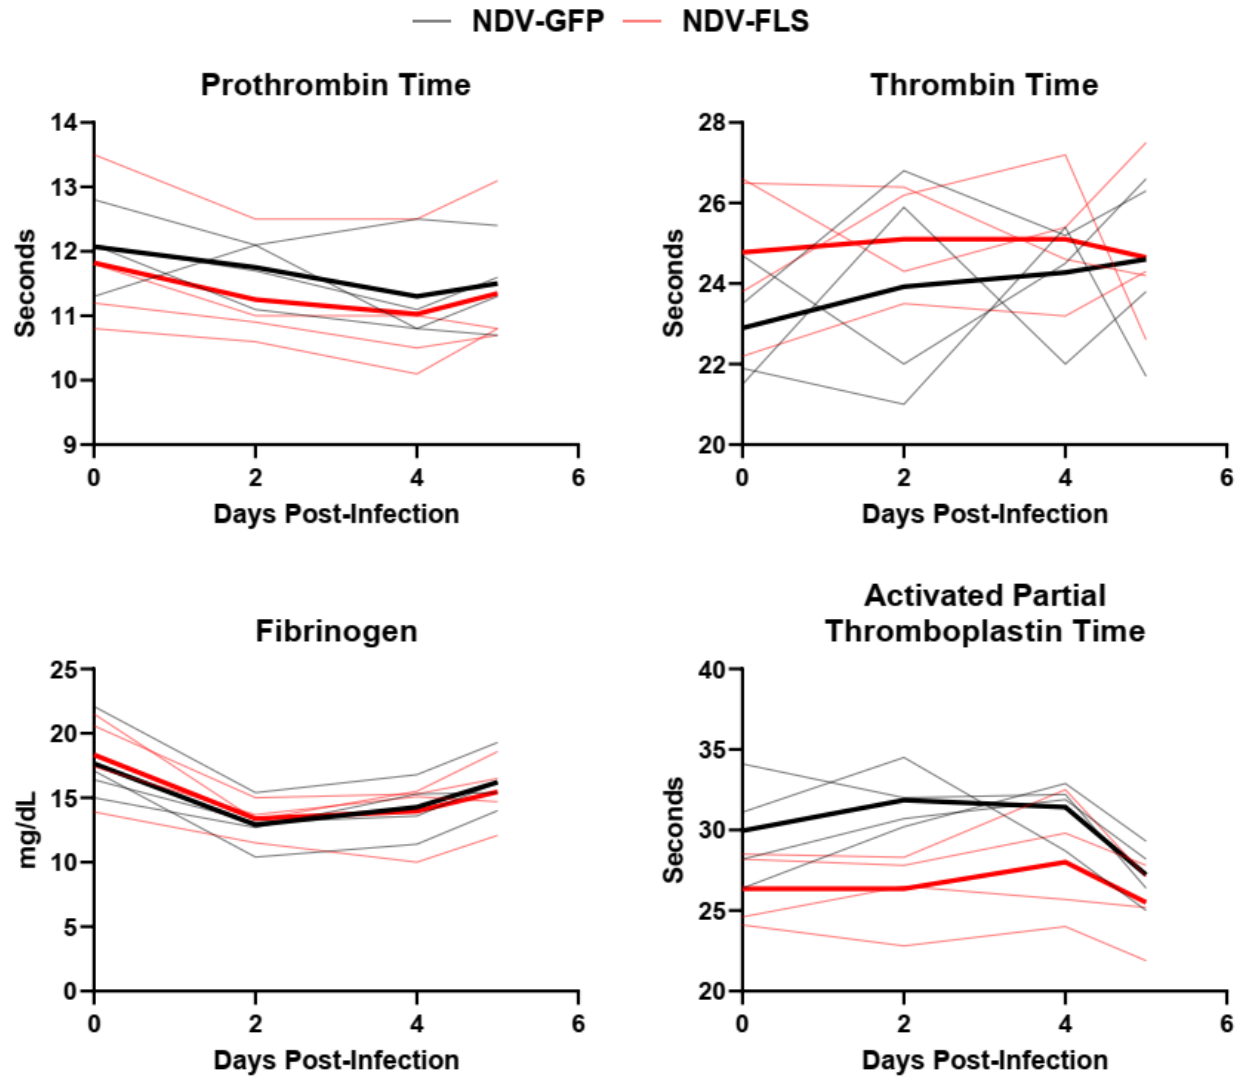 NDV-GFP NDV-FLS
Prothrombin Time
14
13
12
11
10
9
Seconds
0 2 4 6
Days Post-Infection
Thrombin Time
28
26
24
22
20
Seconds
0 2 4 6
Days Post-Infection
Fibrinogen
25
20
15
10
5
0
mg/dL
0 2 4 6
Days Post-Infection
Activated Partial
Thromboplastin Time
40
35
30
25
20
Seconds
0 2 4 6
Days Post-Infection